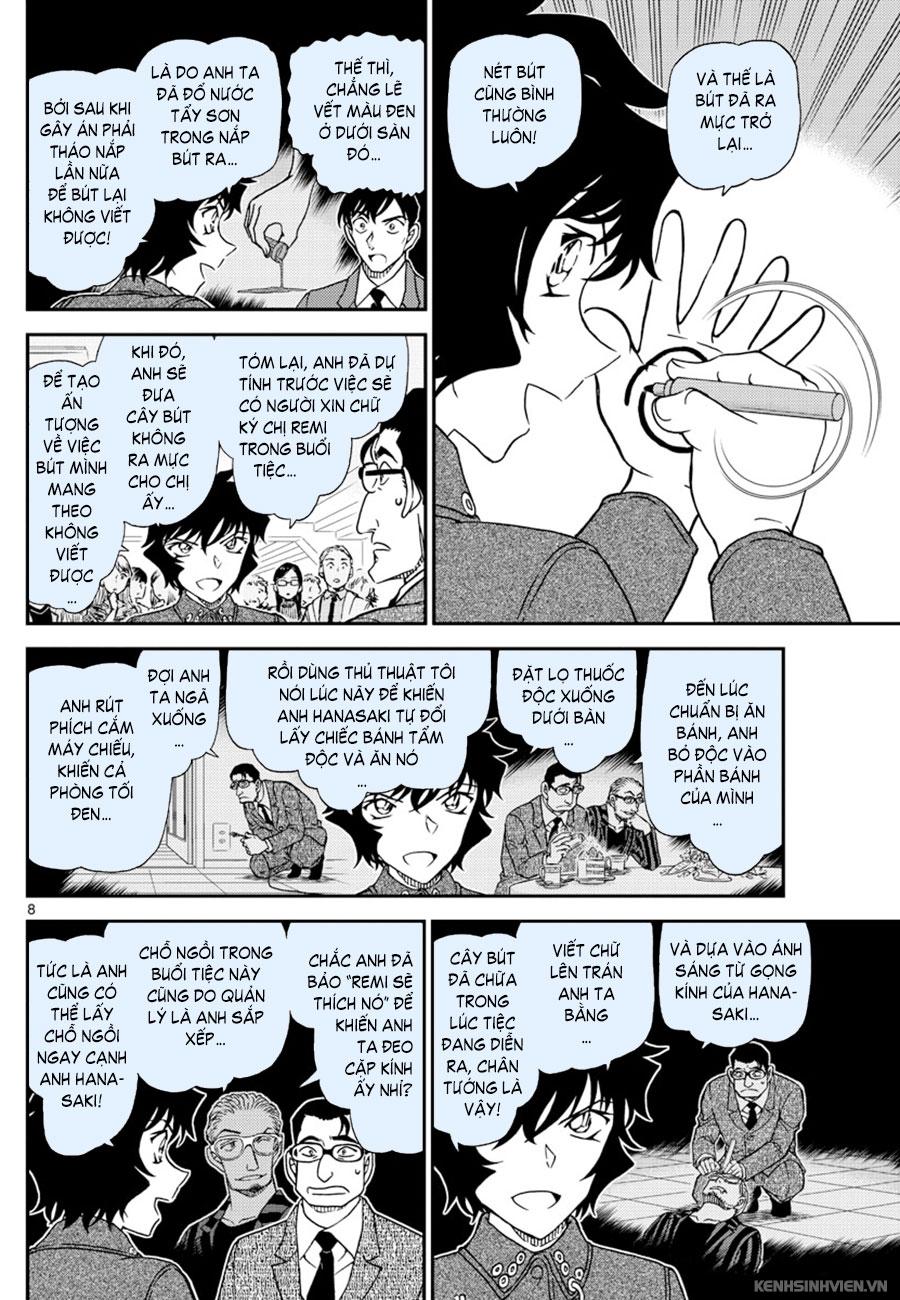 VÀ THẾ LÀ
BÚT ĐÃ RA
MỰC TRỞ
LẠI...
NÉT BÚT
CŨNG BÌNH
THƯỜNG
LUÔN!
THẾ THÌ,
CHẲNG LẼ
VẾT MÀU ĐEN
Ở DƯỚI SÀN
ĐÓ...
LÀ DO ANH TA
ĐÃ ĐỔ NƯỚC
TẨY SƠN
TRONG NẮP
BÚT RA...
BỞI SAU KHI
GÂY ÁN PHẢI
THÁO NẮP
LẦN NỮA
ĐỂ BÚT LẠI
KHÔNG VIẾT
ĐƯỢC!
TÓM LẠI, ANH ĐÃ DỰ
TÍNH TRƯỚC VIỆC SẼ
CÓ NGƯỜI XIN CHỮ
KÝ CHỊ REMI
TRONG BUỔI
TIỆC...
KHI ĐÓ,
ANH SẼ
ĐƯA
CÂY BÚT
KHÔNG
RA MỰC
CHO CHỊ
ẤY...
ĐỂ TẠO
ẤN
TƯỢNG
VỀ VIỆC
BÚT MÌNH
MANG
THEO
KHÔNG
VIẾT
ĐƯỢC
...
ĐẾN LÚC
CHUẨN BỊ ĂN
BÁNH, ANH
BỎ ĐỘC VÀO
PHẦN BÁNH
CỦA MÌNH
...
ĐẶT LỌ THUỐC
ĐỘC XUỐNG
DƯỚI BÀN
...
RỒI DÙNG THỦ THUẬT TÔI
NÓI LÚC NÃY ĐỂ KHIẾN
ANH HANASAKI TỰ ĐỔI
LẤY CHIẾC BÁNH TẨM
ĐỘC VÀ ĂN NÓ
...
ĐỢI ANH
TA NGÃ
XUỐNG
...
ANH RÚT
PHÍCH CẮM
MÁY CHIẾU,
KHIẾN CẢ
PHÒNG TỐI
ĐEN...
8
VÀ DỰA VÀO ÁNH
SÁNG TỪ GỌNG
KÍNH CỦA HANA-
SAKI...
VIẾT CHỮ
LÊN TRÁN
ANH TA
BẰNG
...
CÂY BÚT
ĐÃ CHỮA
TRONG
LÚC TIỆC
ĐANG DIỄN
RA, CHÂN
TƯỚNG LÀ
VẬY!
CHẮC ANH ĐÃ
BẢO "REMI SẼ
THÍCH NÓ" ĐỂ
KHIẾN ANH
TA ĐEO
CẶP KÍNH
ẤY NHỈ?
CHỖ NGỒI TRONG
BUỔI TIỆC NÀY
CŨNG DO QUẢN
LÝ LÀ ANH SẮP
XẾP...
TỨC LÀ ANH
CŨNG CÓ
THỂ LẤY
CHỖ NGỒI
NGAY CẠNH
ANH HANA-
SAKI!
KENHSINHVIEN.VN